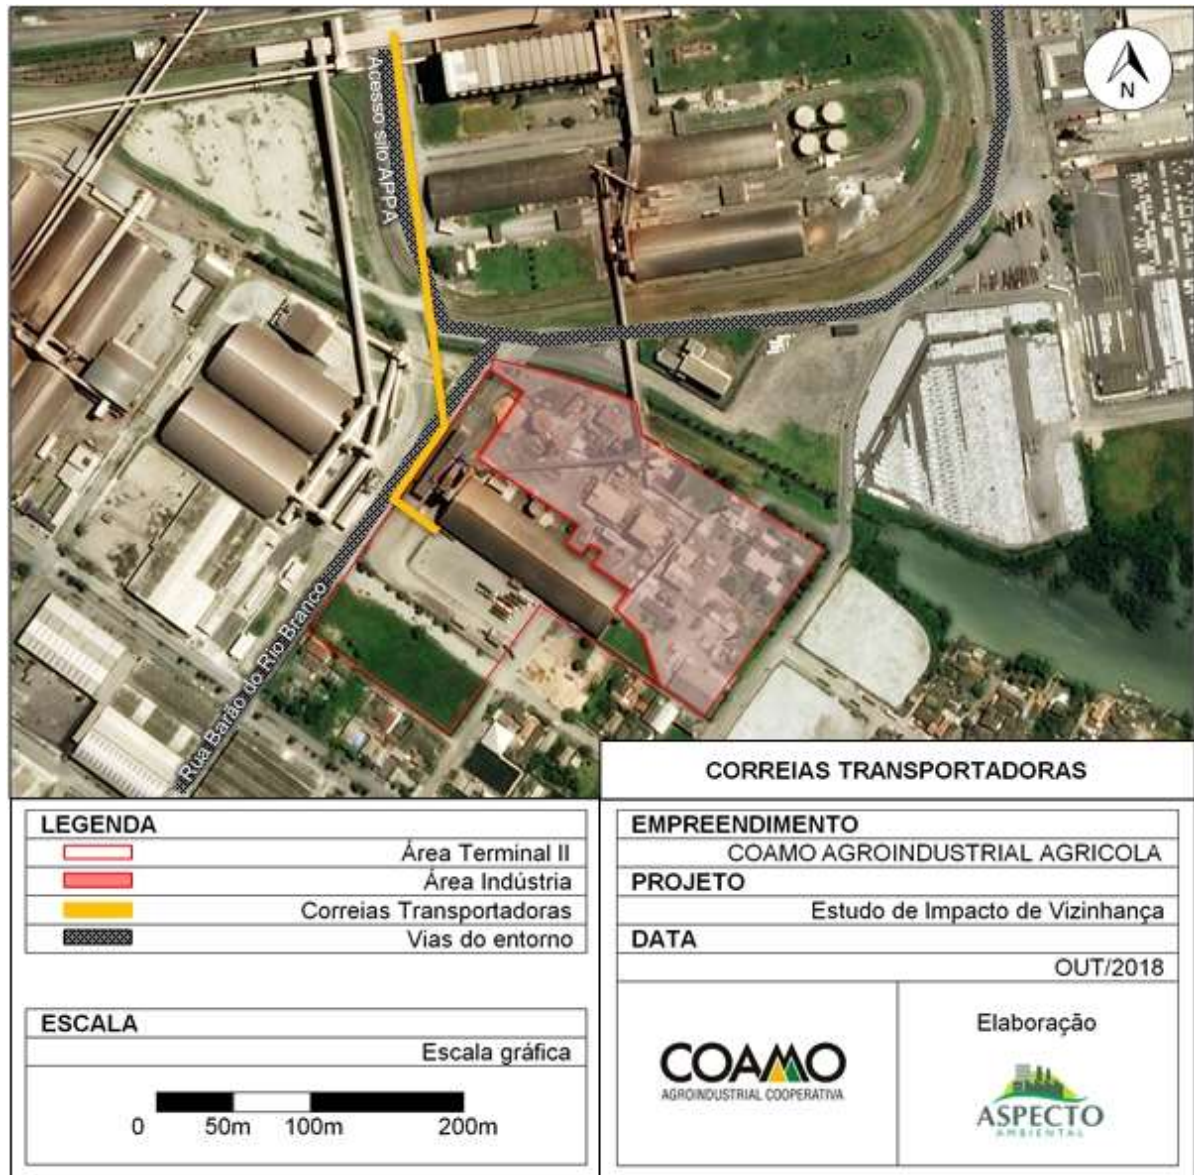 N
Acesso Silo APPA
Rua Barão do Rio Branco
CORREIAS TRANSPORTADORAS
LEGENDA
Área Terminal II
Área Indústria
Correias Transportadoras
Vias do entorno
ESCALA
Escala gráfica
0 50m 100m 200m
EMPREENDIMENTO
COAMO AGROINDUSTRIAL AGRICOLA
PROJETO
Estudo de Impacto de Vizinhança
DATA
OUT/2018
COAMO
AGROINDUSTRIAL COOPERATIVA
Elaboração
ASPECTO
AMBIENTAL